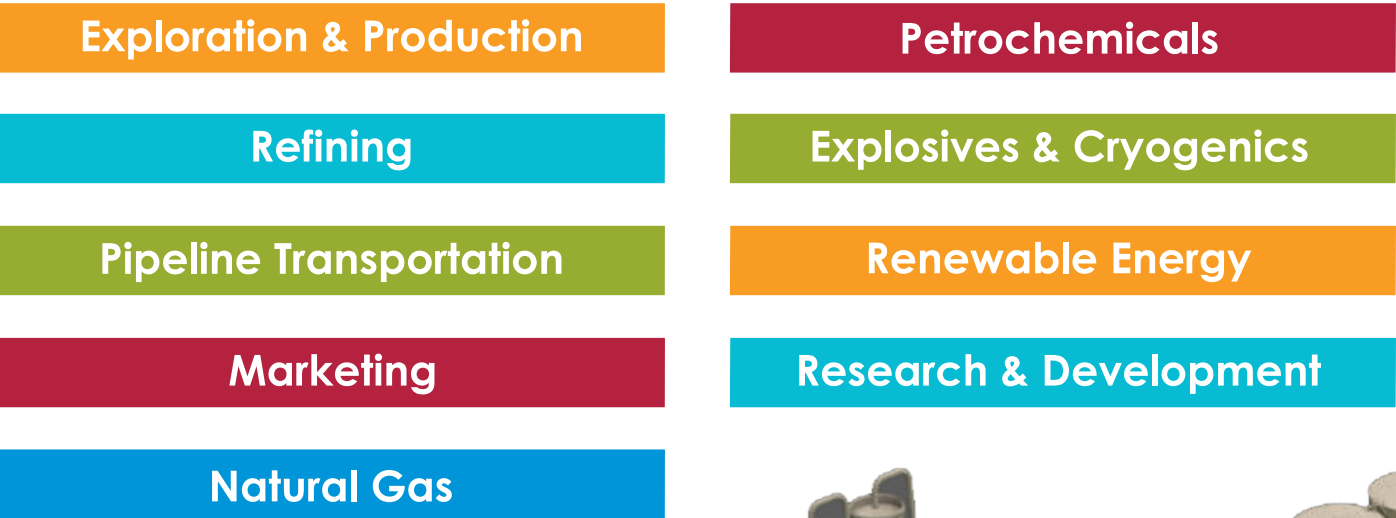 Exploration & Production
Refining
Pipeline Transportation
Marketing
Natural Gas
Petrochemicals
Explosives & Cryogenics
Renewable Energy
Research & Development